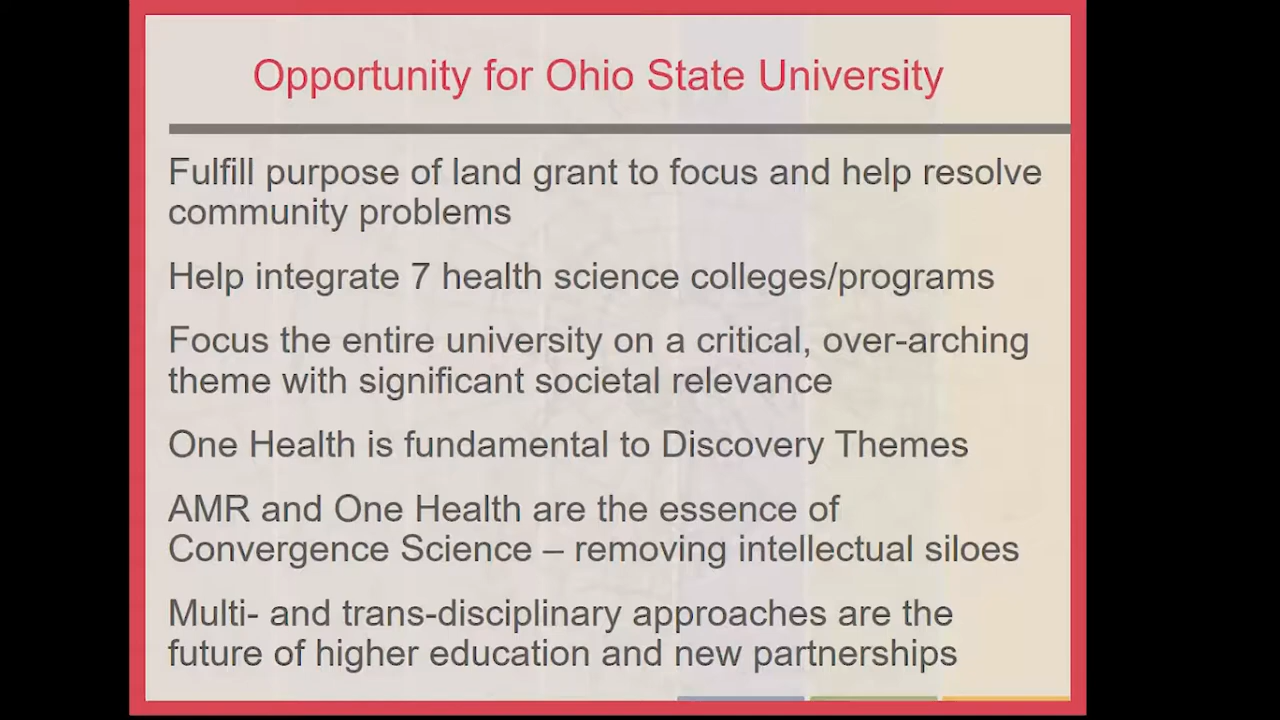 Opportunity for Ohio State University
Fulfill purpose of land grant to focus and help resolve
community problems
Help integrate 7 health science colleges/programs
Focus the entire university on a critical, over-arching
theme with significant societal relevance
One Health is fundamental to Discovery Themes
AMR and One Health are the essence of
Convergence Science – removing intellectual siloes
Multi- and trans-disciplinary approaches are the
future of higher education and new partnerships